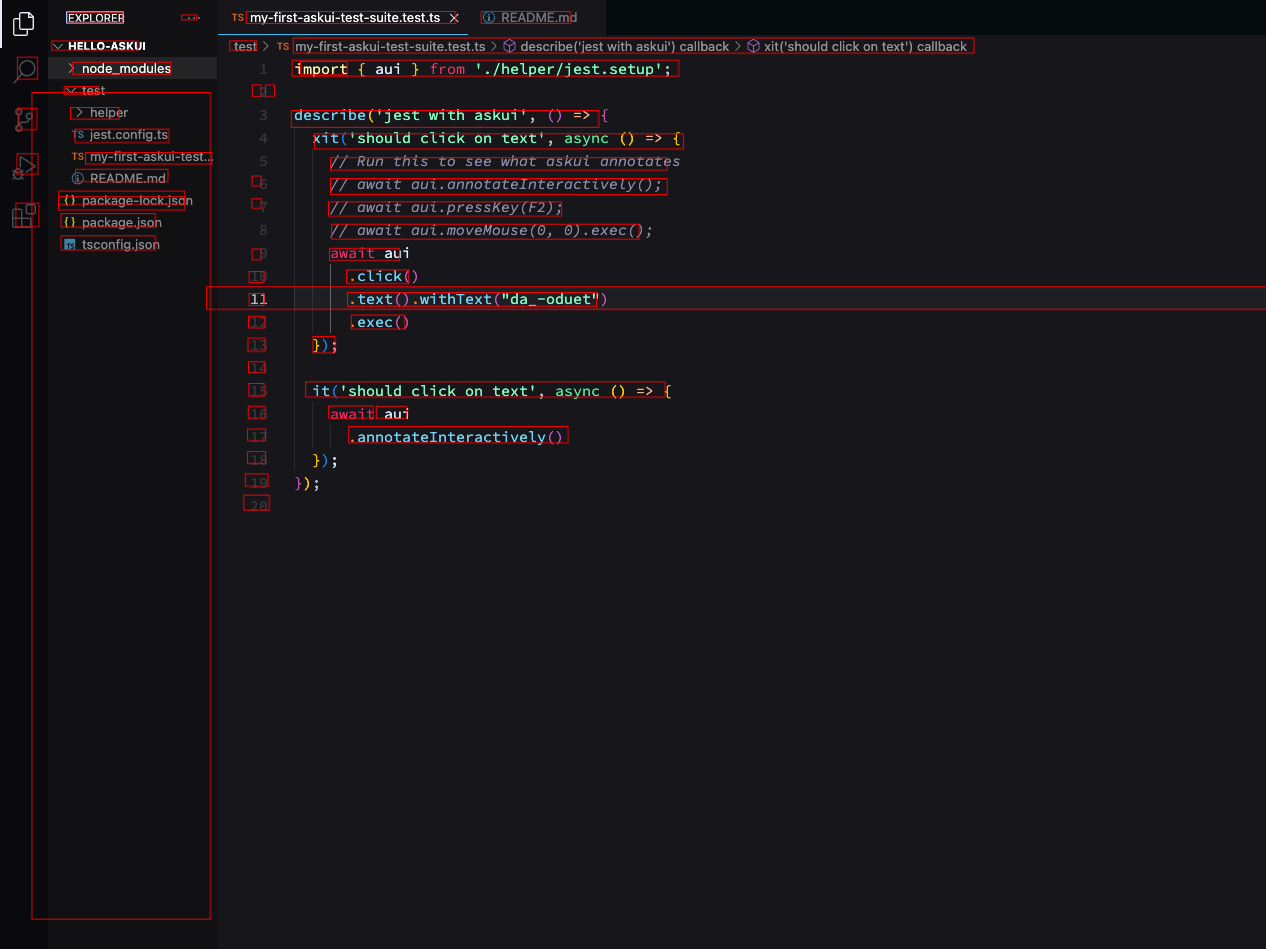 EXPLORER
HELLO-ASKUI
node_modules
test
helper
TS jest.config.ts
TS my-first-askui-test...
README.md
{} package-lock.json
{} package.json
TS tsconfig.json
TS my-first-askui-test-suite.test.ts
README.md
test > TS my-first-askui-test-suite.test.ts > describe('jest with askui') callback > xit('should click on text') callback
1 import { aui } from './helper/jest.setup';
2
3 describe('jest with askui', () => {
4 xit('should click on text', async () => {
5 // Run this to see what askui annotates
6 // await aui.annotateInteractively();
7 // await aui.pressKey(F2);
8 // await aui.moveMouse(0, 0).exec();
9 await aui
10 .click()
11 .text().withText("da_-oduet")
12 .exec()
13 });
14
15 it('should click on text', async () => {
16 await aui
17 .annotateInteractively()
18 });
19 });
20